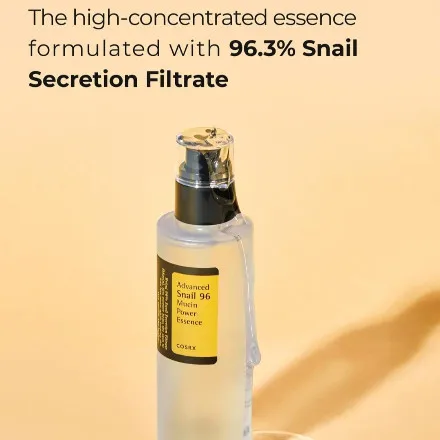 The high-concentrated essence
formulated with 96.3% Snail
Secretion Filtrate
Advanced
Snail 96
Mucin
Power
Essence
COSRX